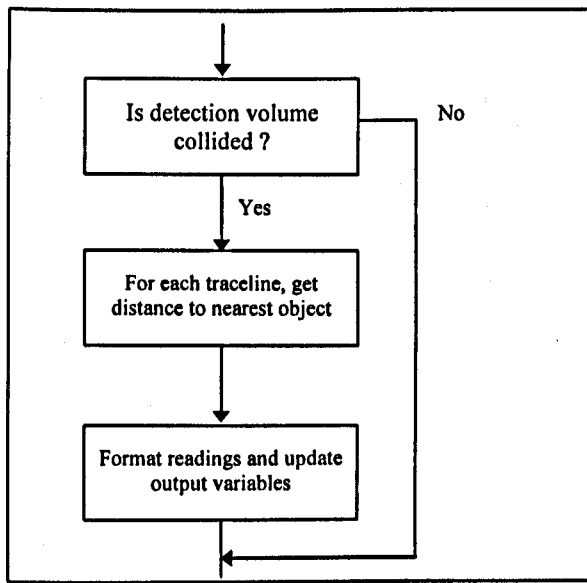 Is detection volume
collided ?
No
Yes
For each traceline, get
distance to nearest object
Format readings and update
output variables